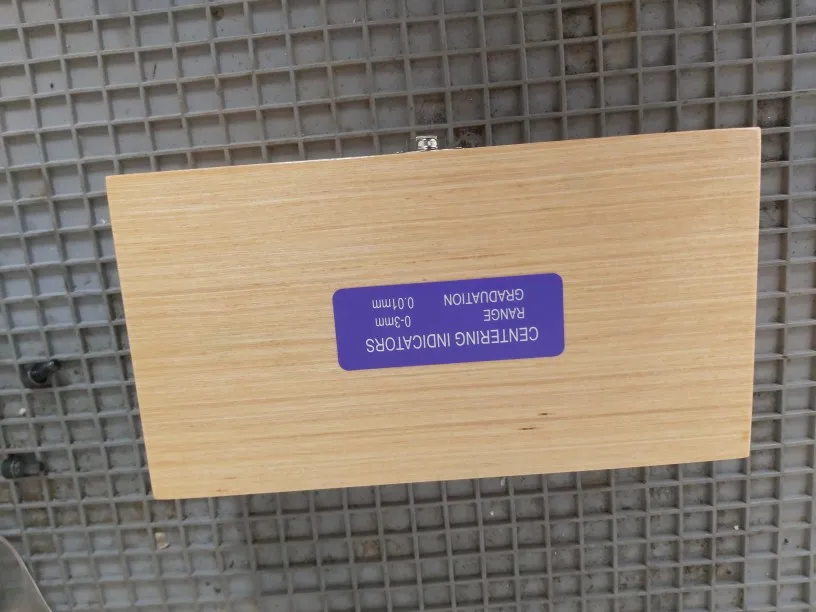 CENTERING INDICATORS
RANGE 0-3mm
GRADUATION 0.01mm